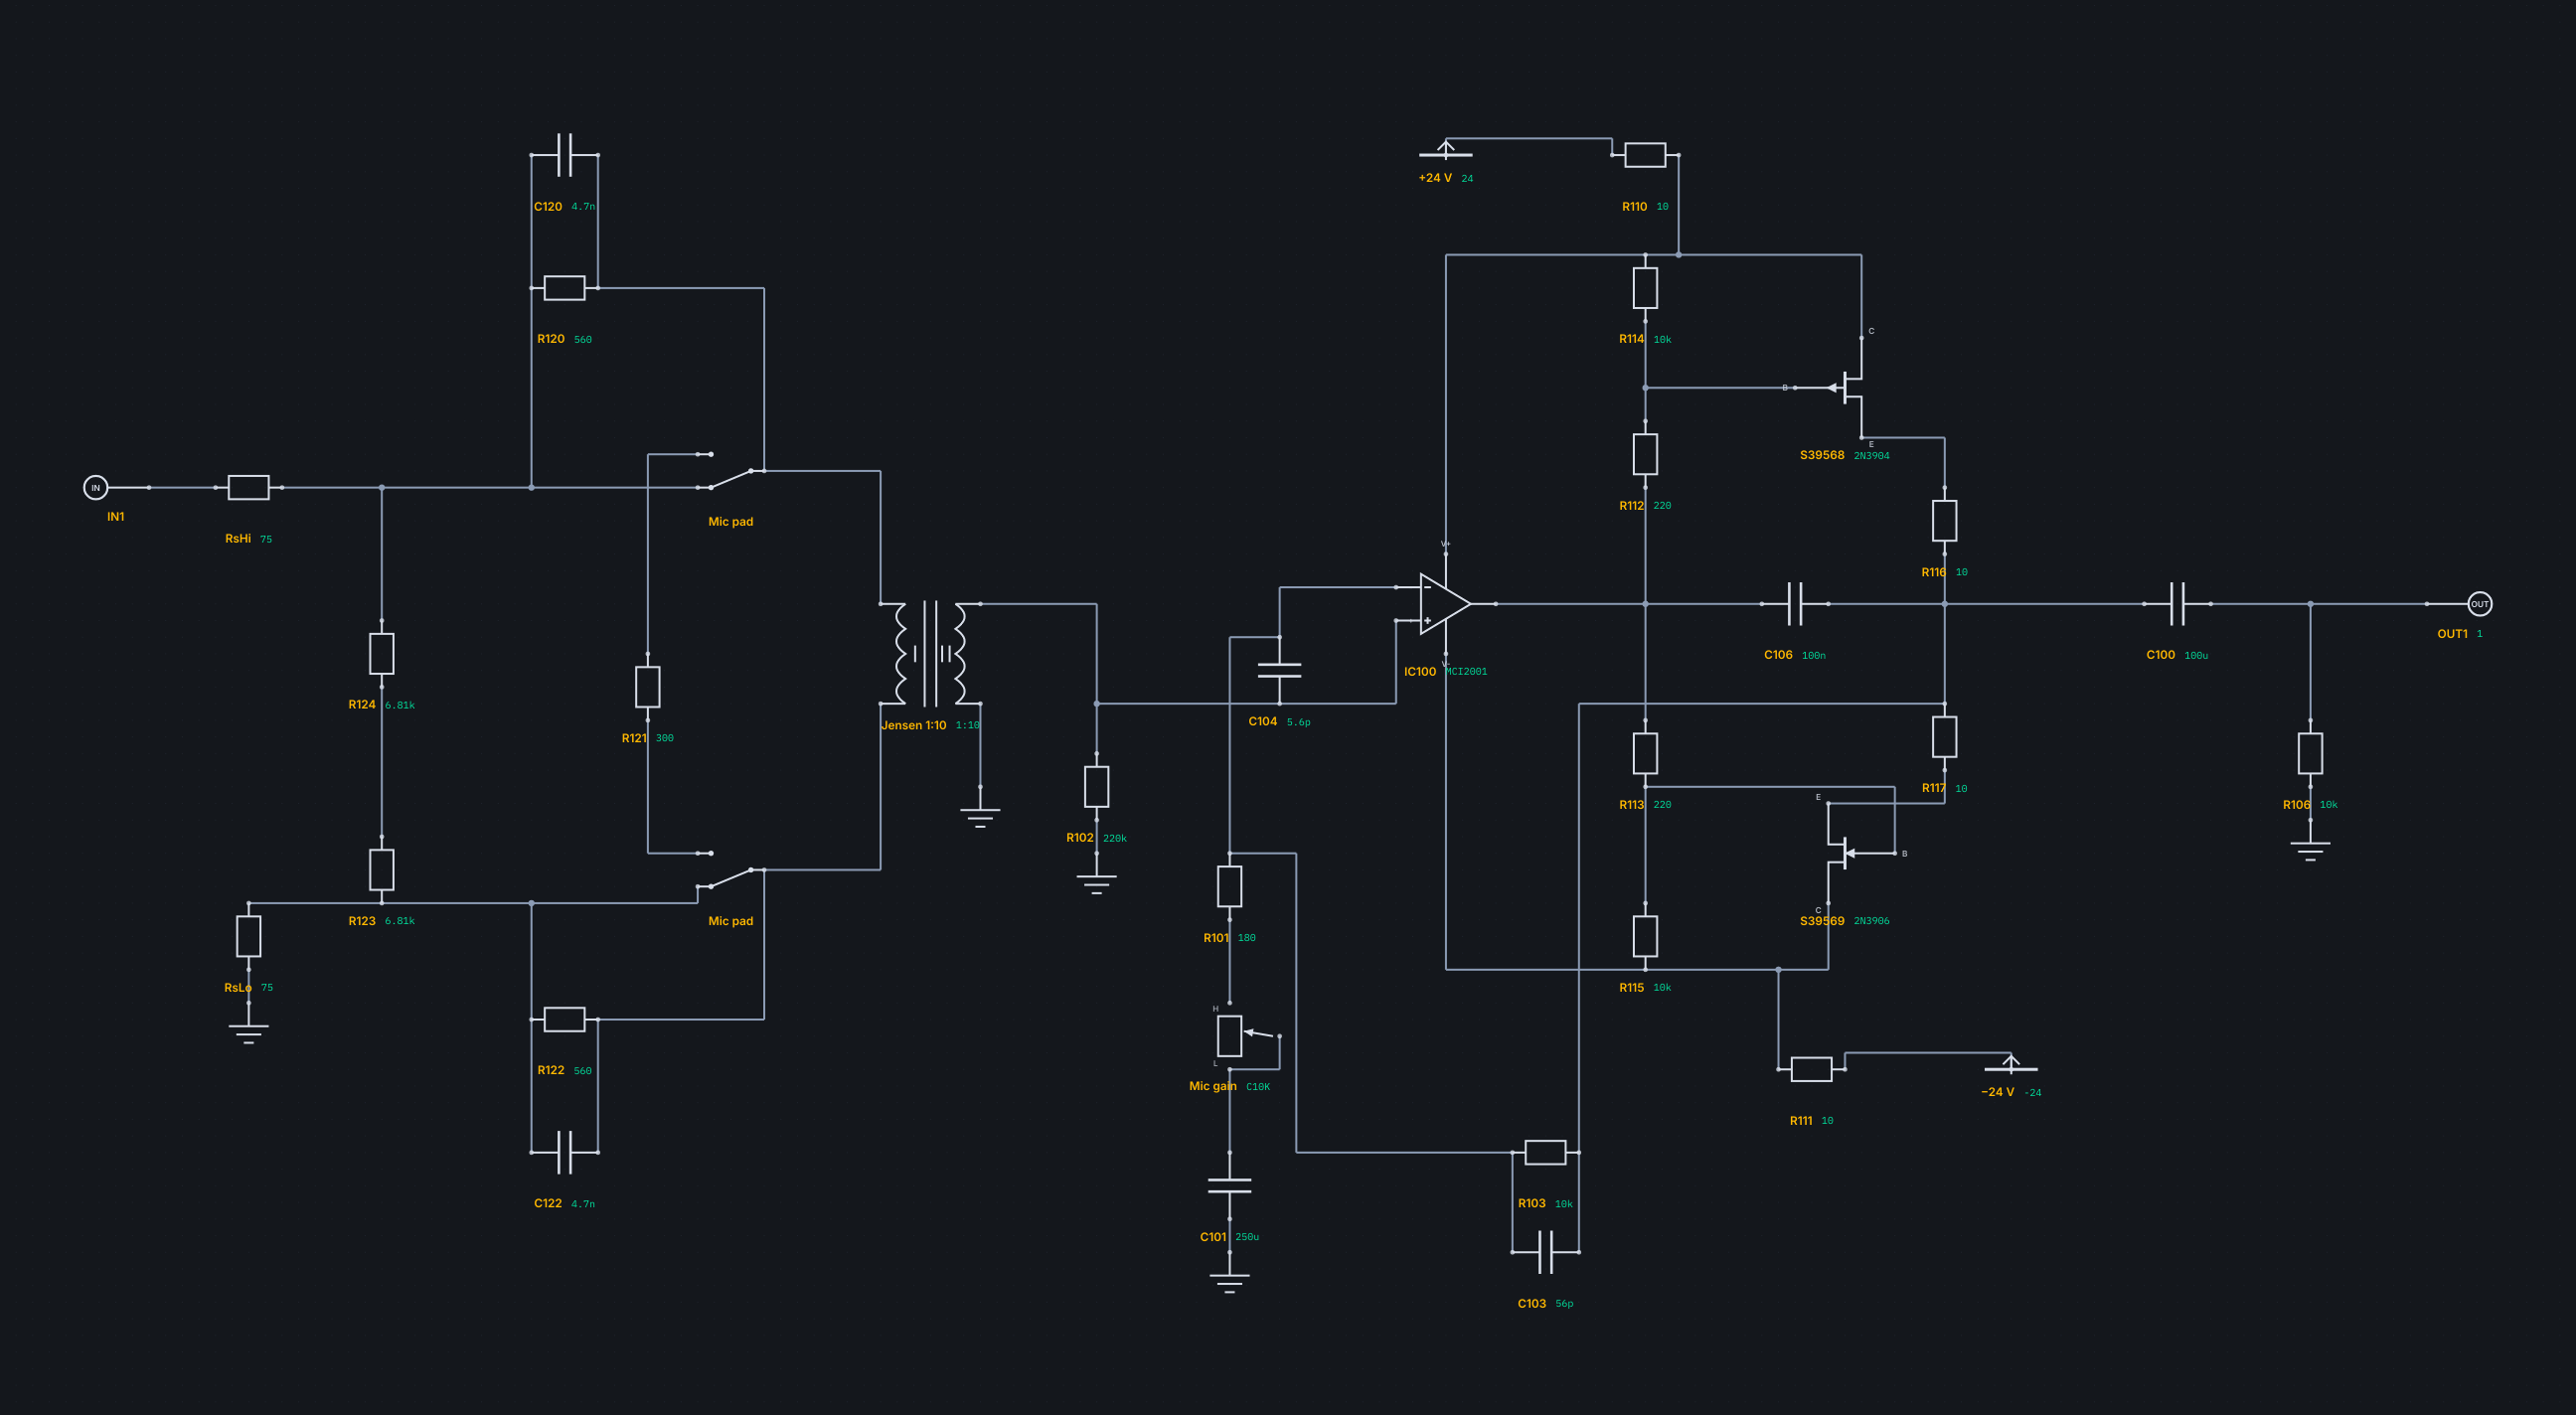 C120 4.7n
+24 V 24
R110 10
R120 560
R114 10k
C
B
E
S39568 2N3904
IN
IN1
RsHi 75
Mic pad
R112 220
V+
R116 10
OUT
OUT1 1
C106 100n
C100 100u
IC100 MCI2001
V-
R124 6.81k
R121 300
Jensen 1:10 1:10
C104 5.6p
R102 220k
R113 220
R117 10
E
R106 10k
B
R123 6.81k
Mic pad
R101 180
C
S39569 2N3906
RsLo 75
R115 10k
H
L
R122 560
Mic gain C10K
−24 V -24
R111 10
C122 4.7n
R103 10k
C101 250u
C103 56p